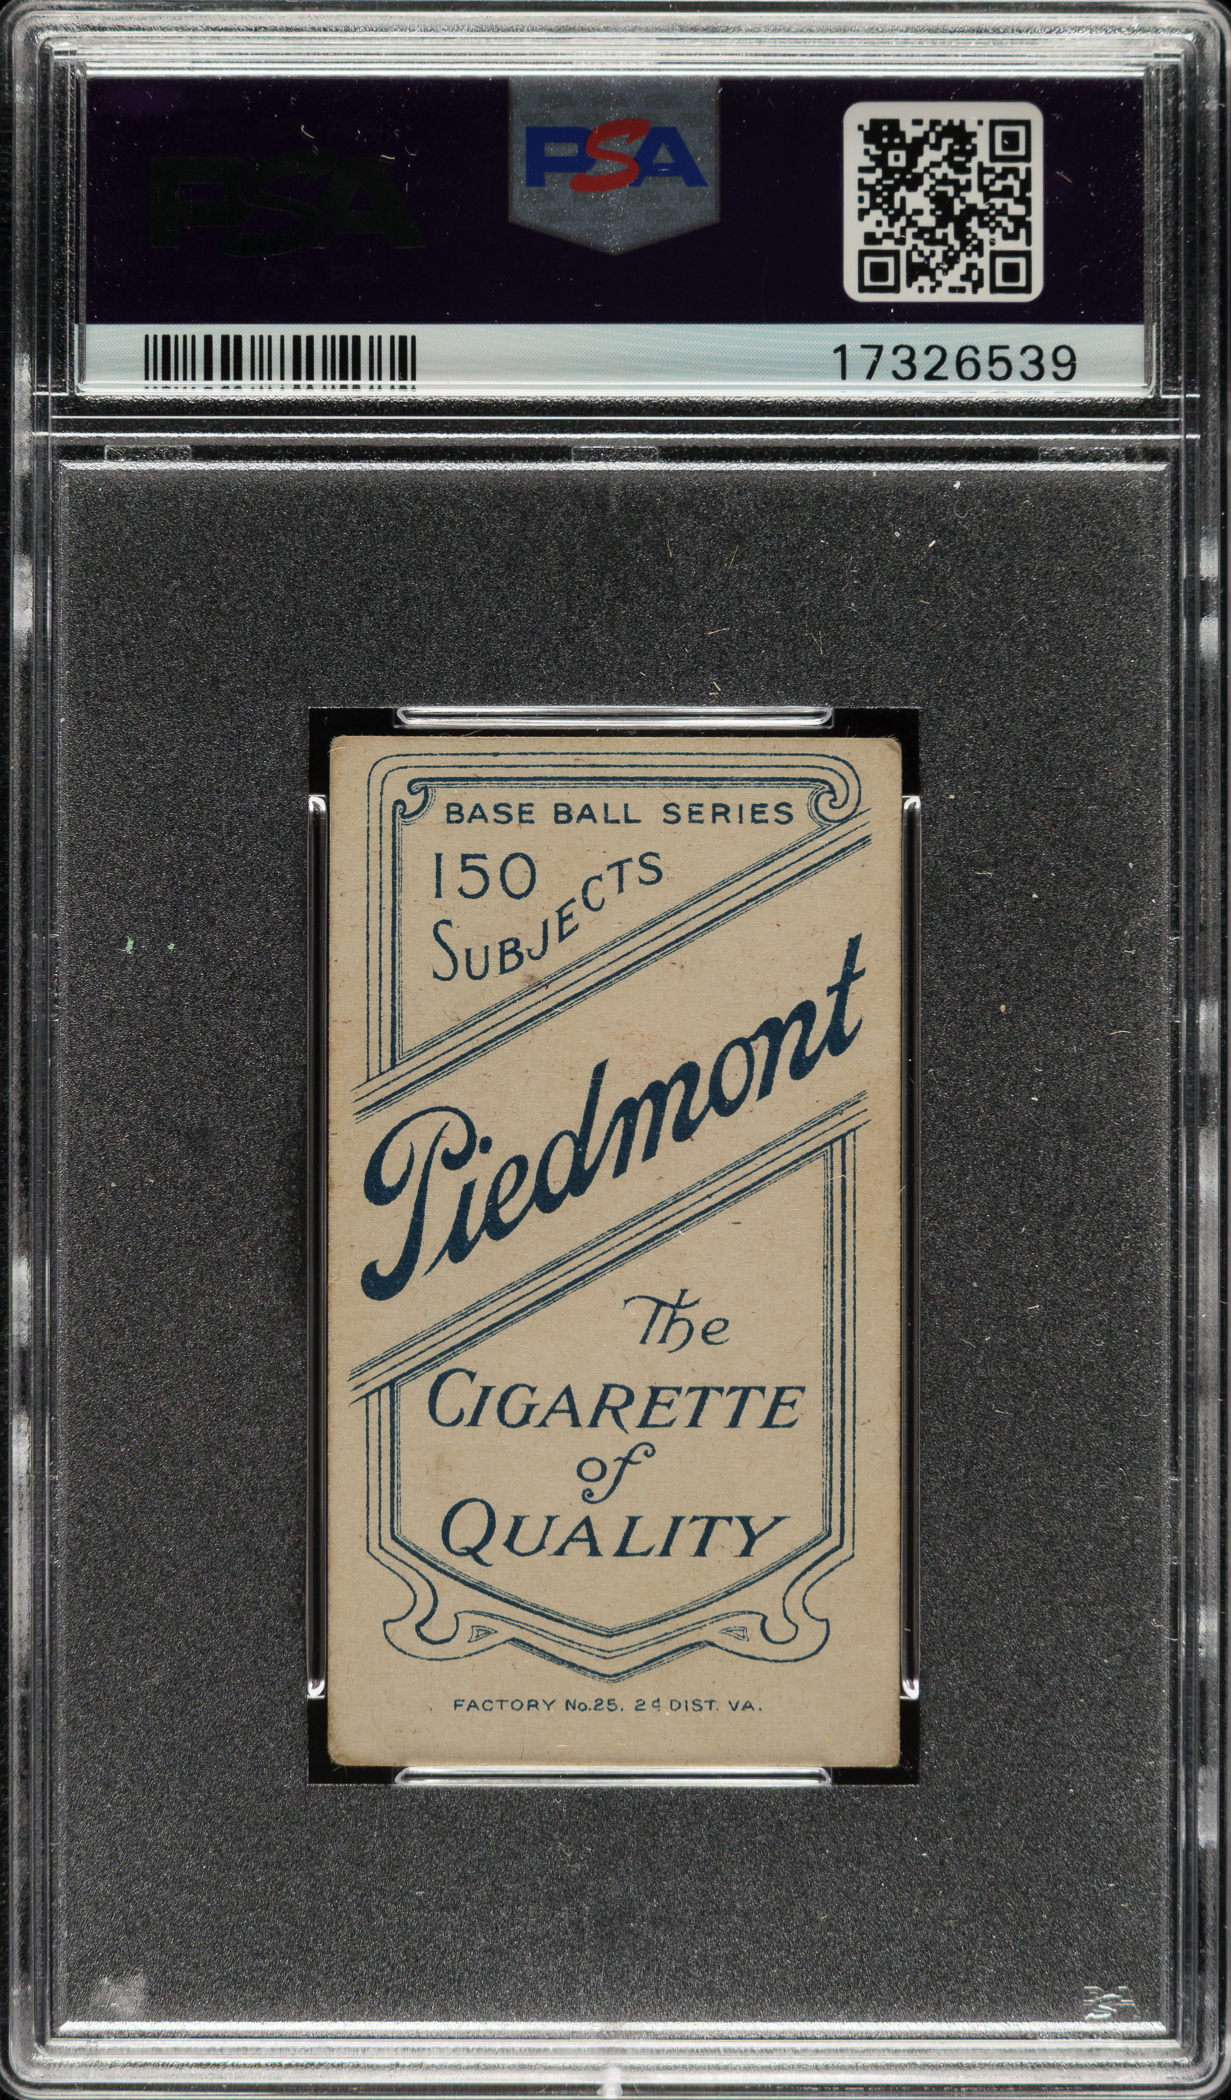 PSA
PSA
17326539
BASE BALL SERIES
150
SUBJECTS
Piedmont
The
CIGARETTE
of
QUALITY
FACTORY No.25. 2d DIST. VA.
PSA